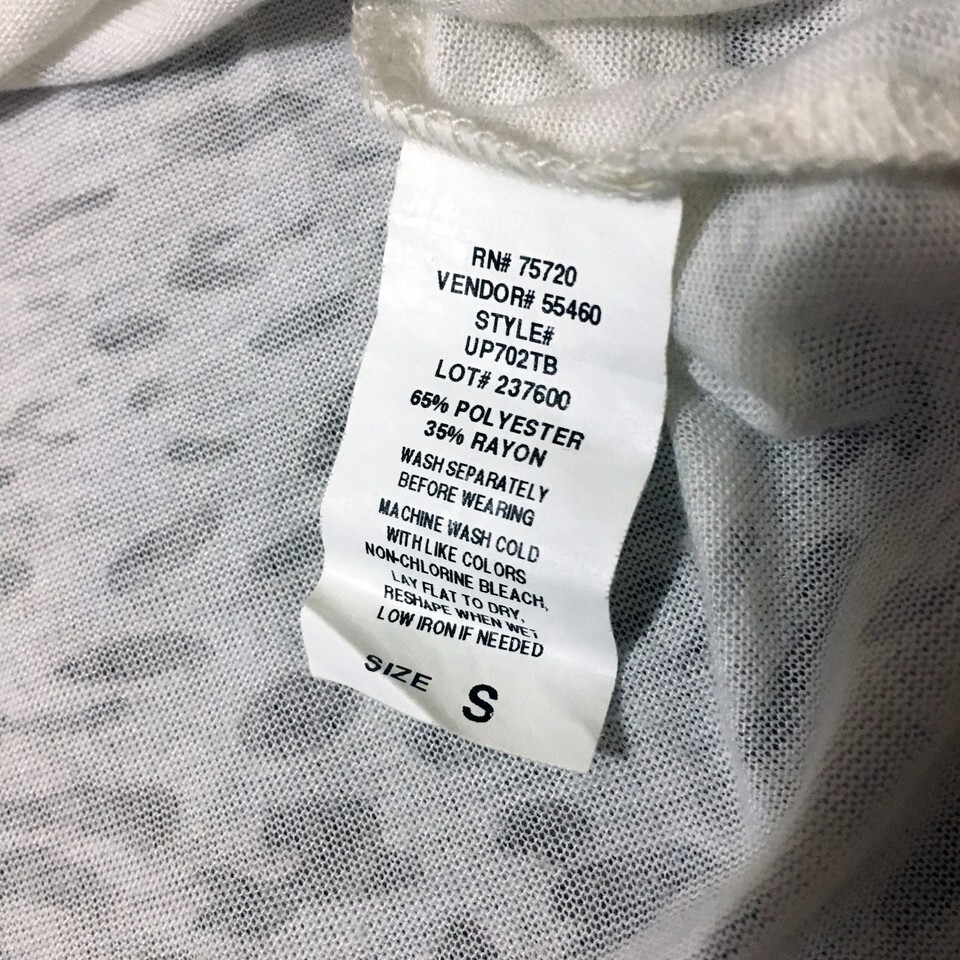 RN# 75720
VENDOR# 55460
STYLE#
UP702TB
LOT# 237600
65% POLYESTER
35% RAYON
WASH SEPARATELY
BEFORE WEARING
MACHINE WASH COLD
WITH LIKE COLORS
NON-CHLORINE BLEACH,
LAY FLAT TO DRY,
RESHAPE WHEN WET
LOW IRON IF NEEDED
SIZE S